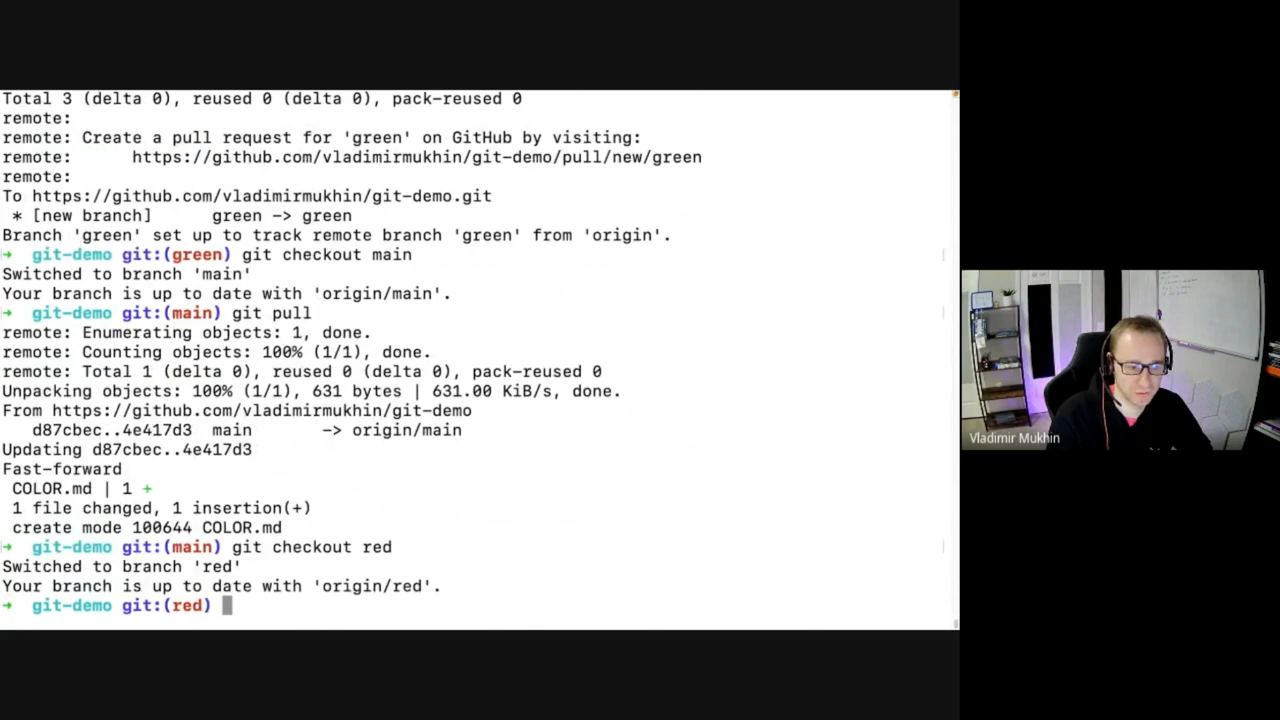 Total 3 (delta 0), reused 0 (delta 0), pack-reused 0
remote:
remote: Create a pull request for 'green' on GitHub by visiting:
remote:      https://github.com/vladimirmukhin/git-demo/pull/new/green
remote:
To https://github.com/vladimirmukhin/git-demo.git
 * [new branch]      green -> green
Branch 'green' set up to track remote branch 'green' from 'origin'.
➜  git-demo git:(green) git checkout main
Switched to branch 'main'
Your branch is up to date with 'origin/main'.
➜  git-demo git:(main) git pull
remote: Enumerating objects: 1, done.
remote: Counting objects: 100% (1/1), done.
remote: Total 1 (delta 0), reused 0 (delta 0), pack-reused 0
Unpacking objects: 100% (1/1), 631 bytes | 631.00 KiB/s, done.
From https://github.com/vladimirmukhin/git-demo
   d87cbec..4e417d3  main       -> origin/main
Updating d87cbec..4e417d3
Fast-forward
 COLOR.md | 1 +
 1 file changed, 1 insertion(+)
 create mode 100644 COLOR.md
➜  git-demo git:(main) git checkout red
Switched to branch 'red'
Your branch is up to date with 'origin/red'.
➜  git-demo git:(red)
Vladimir Mukhin